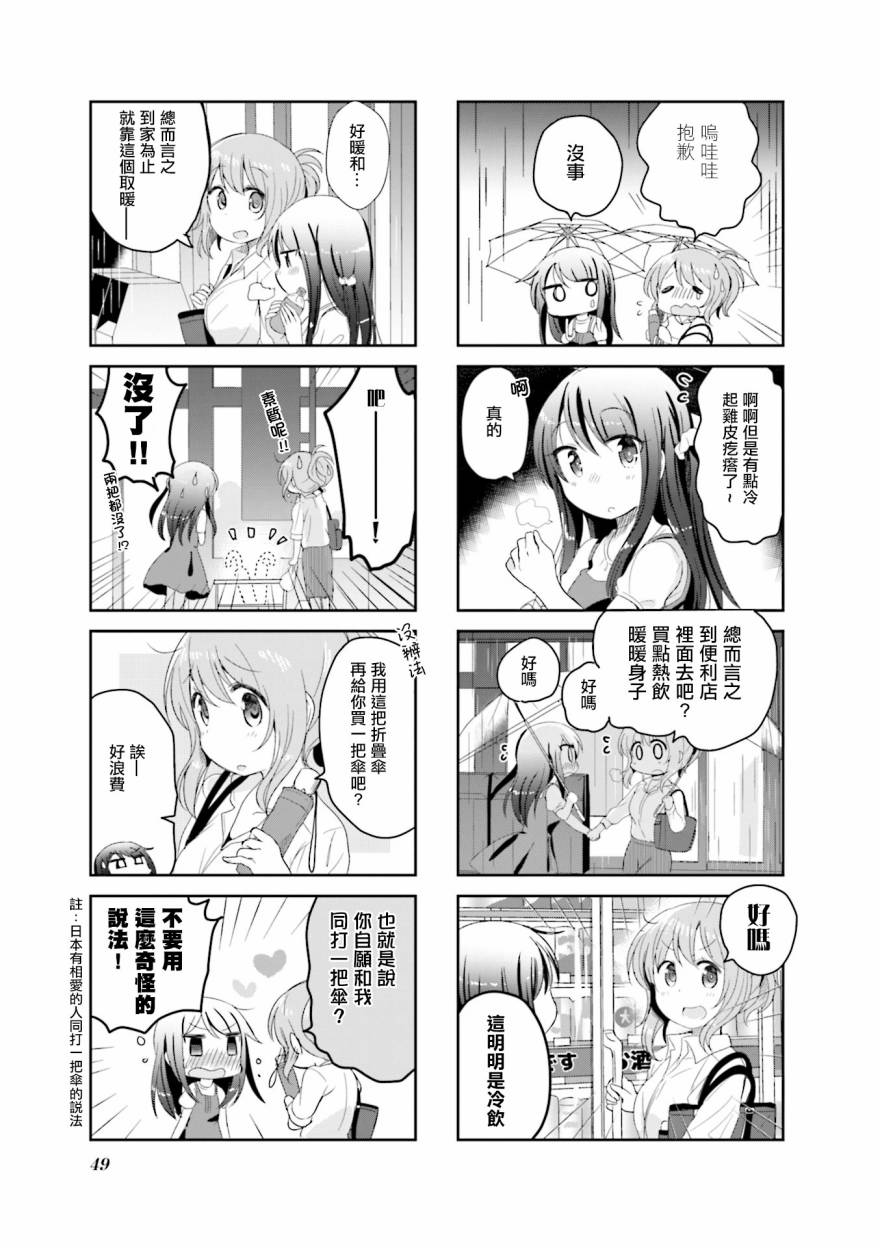 嗚哇哇
抱歉
沒事
啊啊但是有點冷
起雞皮疙瘩了~
啊
真的
總而言之
到便利店
裡面去吧？
買點熱飲
暖暖身子
好嗎
好嗎
好嗎
這明明是冷飲
です
お酒
好暖和…
總而言之
到家為止
就靠這個取暖——
吧——！
素質呢!!
沒了!!
兩把都沒了!?
沒辦法
我用這把折疊傘
再給你買一把傘吧？
誒—
好浪費
也就是說
你自願和我
同打一把傘？
不要用
這麼奇怪的
說法！
註：日本有相愛的人同打一把傘的説法
49